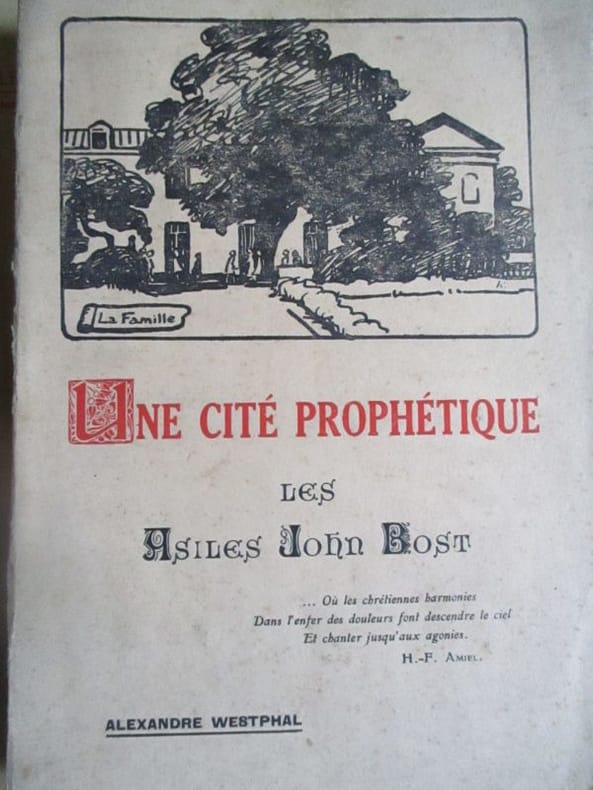 La Famille
UNE CITÉ PROPHÉTIQUE
LES
ASILES JOHN BOST
... Où les chrétiennes harmonies
Dans l'enfer des douleurs font descendre le ciel
Et chanter jusqu'aux agonies.
H.-F. AMIEL.
ALEXANDRE WESTPHAL